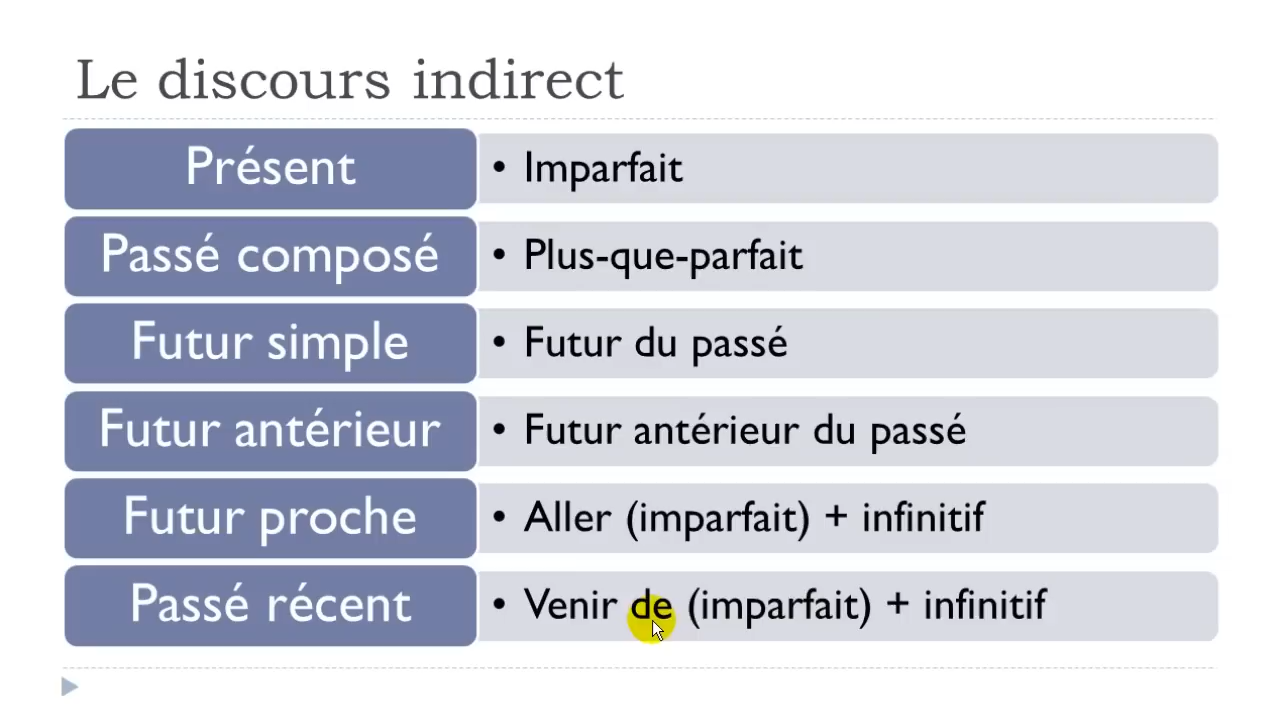 Le discours indirect
Présent
• Imparfait
Passé composé
• Plus-que-parfait
Futur simple
• Futur du passé
Futur antérieur
• Futur antérieur du passé
Futur proche
• Aller (imparfait) + infinitif
Passé récent
• Venir de (imparfait) + infinitif